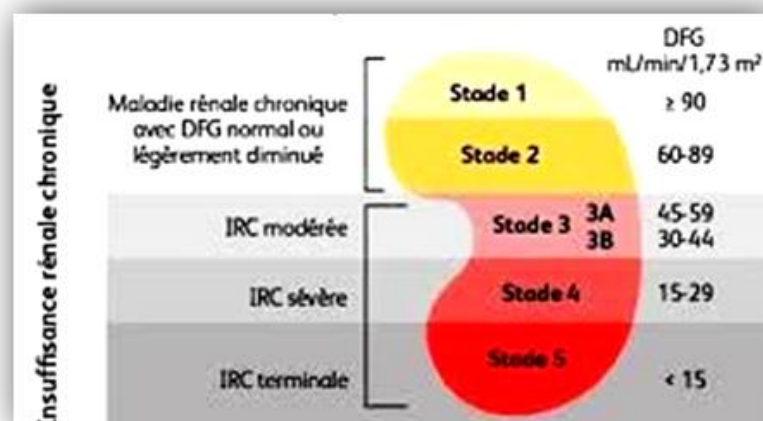 DFG
mL/min/1,73 m²
Maladie rénale chronique
avec DFG normal ou
légèrement diminué
Stade 1
≥ 90
Stade 2
60-89
IRC modérée
Stade 3
3A
45-59
3B
30-44
IRC sévère
Stade 4
15-29
IRC terminale
Stade 5
< 15
Insuffisance rénale chronique